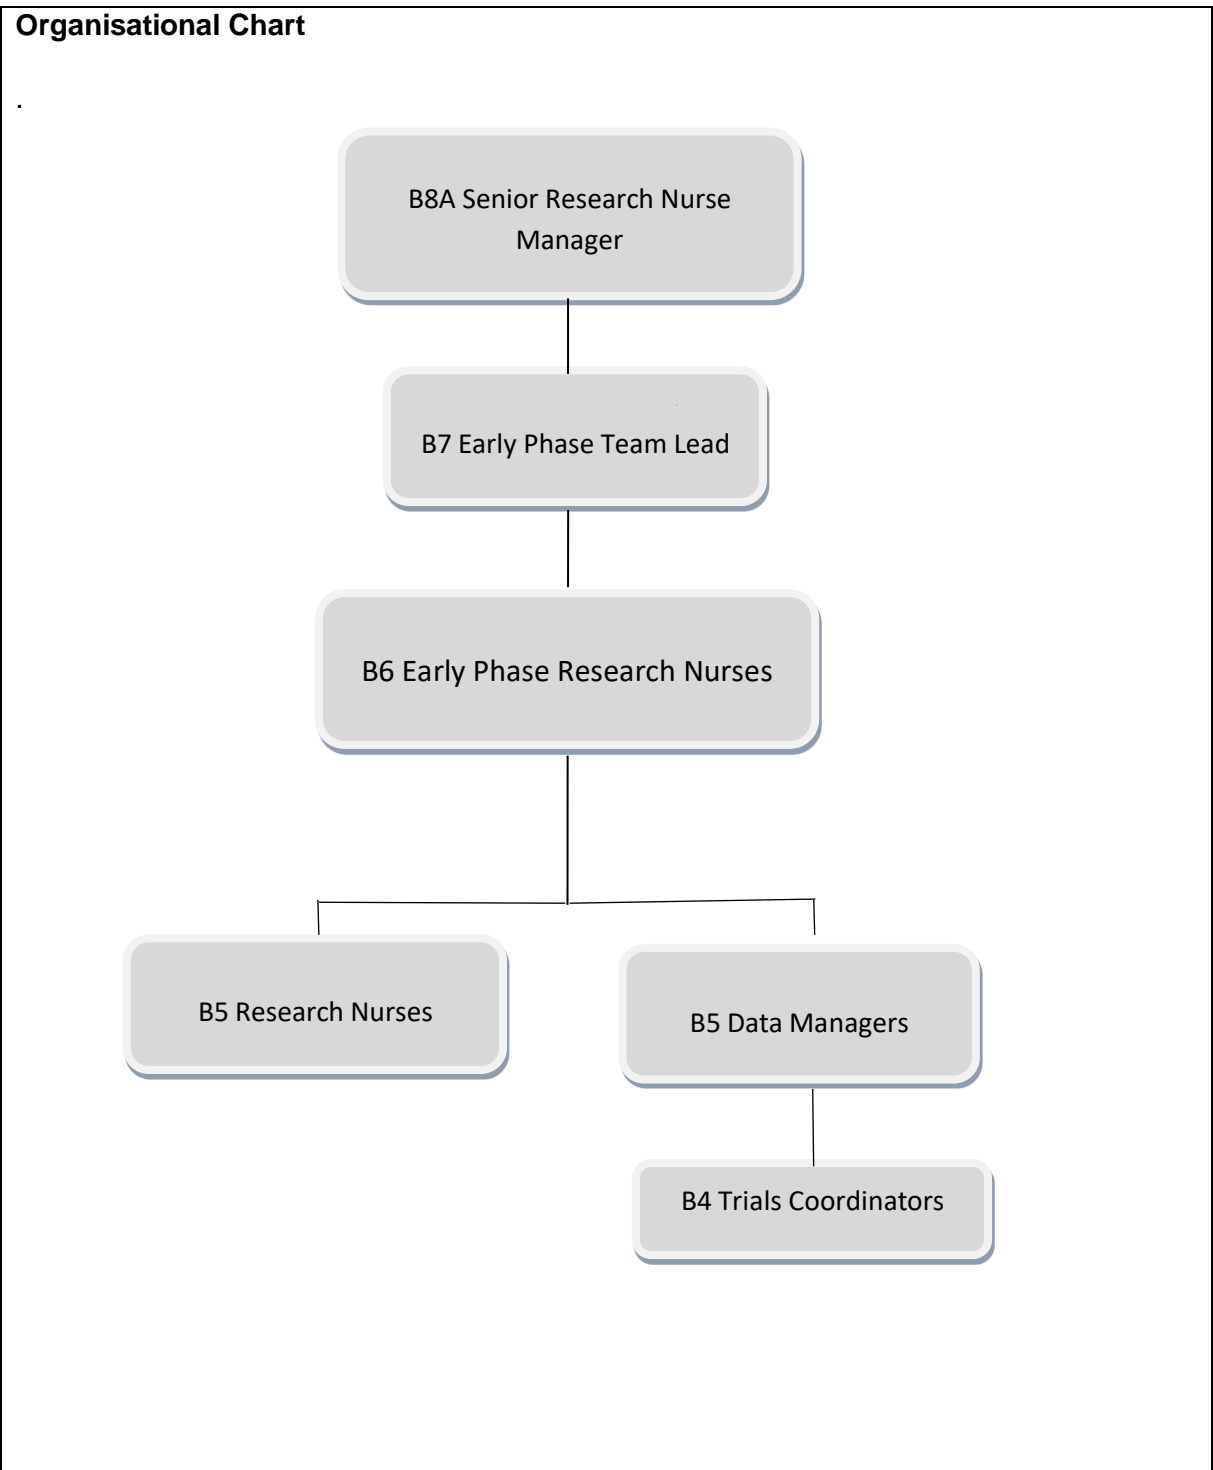 Organisational Chart
.
B8A Senior Research Nurse
Manager
B7 Early Phase Team Lead
B6 Early Phase Research Nurses
B5 Research Nurses
B5 Data Managers
B4 Trials Coordinators